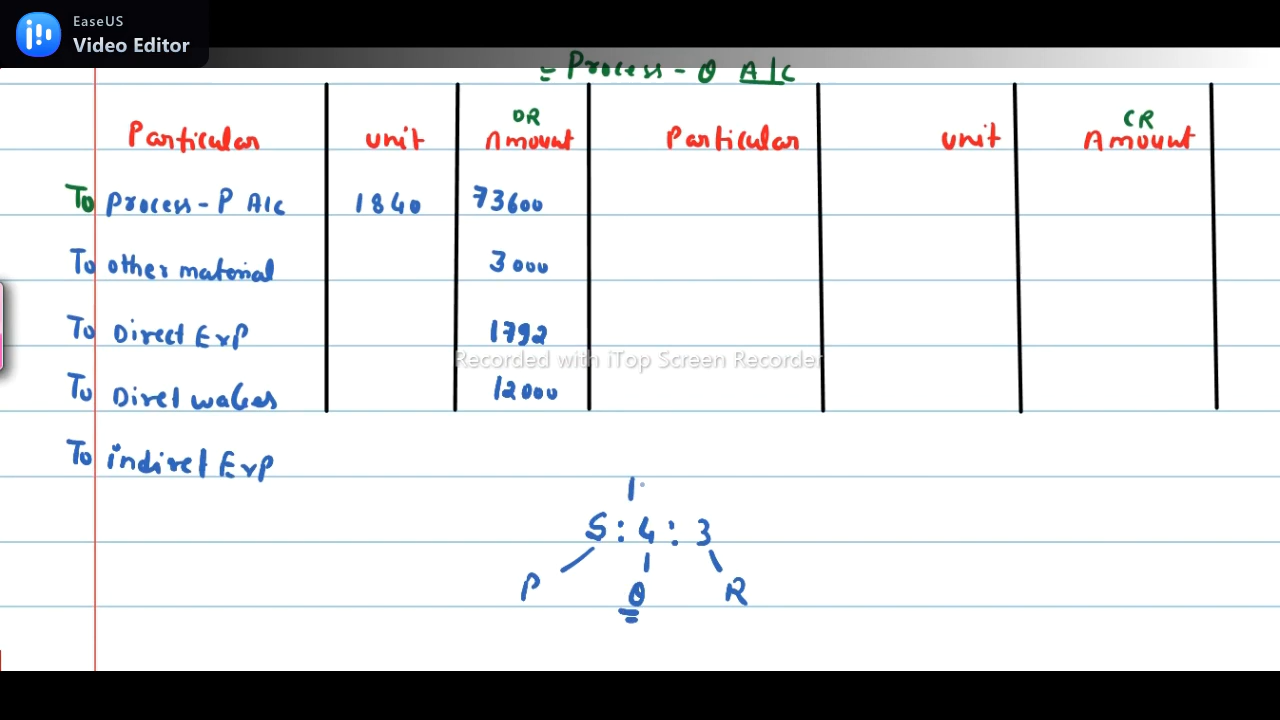 EaseUS
Video Editor
= Process - Q A/c
Particular unit DR Amount Particular unit CR Amount
To Process - P A/c 1840 73600
To other material 3000
To Direct Exp 1792
Recorded with iTop Screen Recorder
To Diret wages 12000
To indiret Exp
1
5 : 4 : 3
P Q R